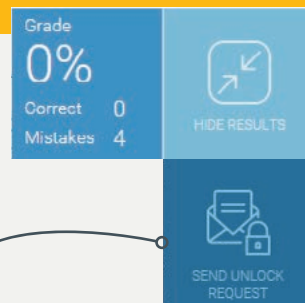 Grade
0%
Correct 0
Mistakes 4
HIDE RESULTS
SEND UNLOCK
REQUEST